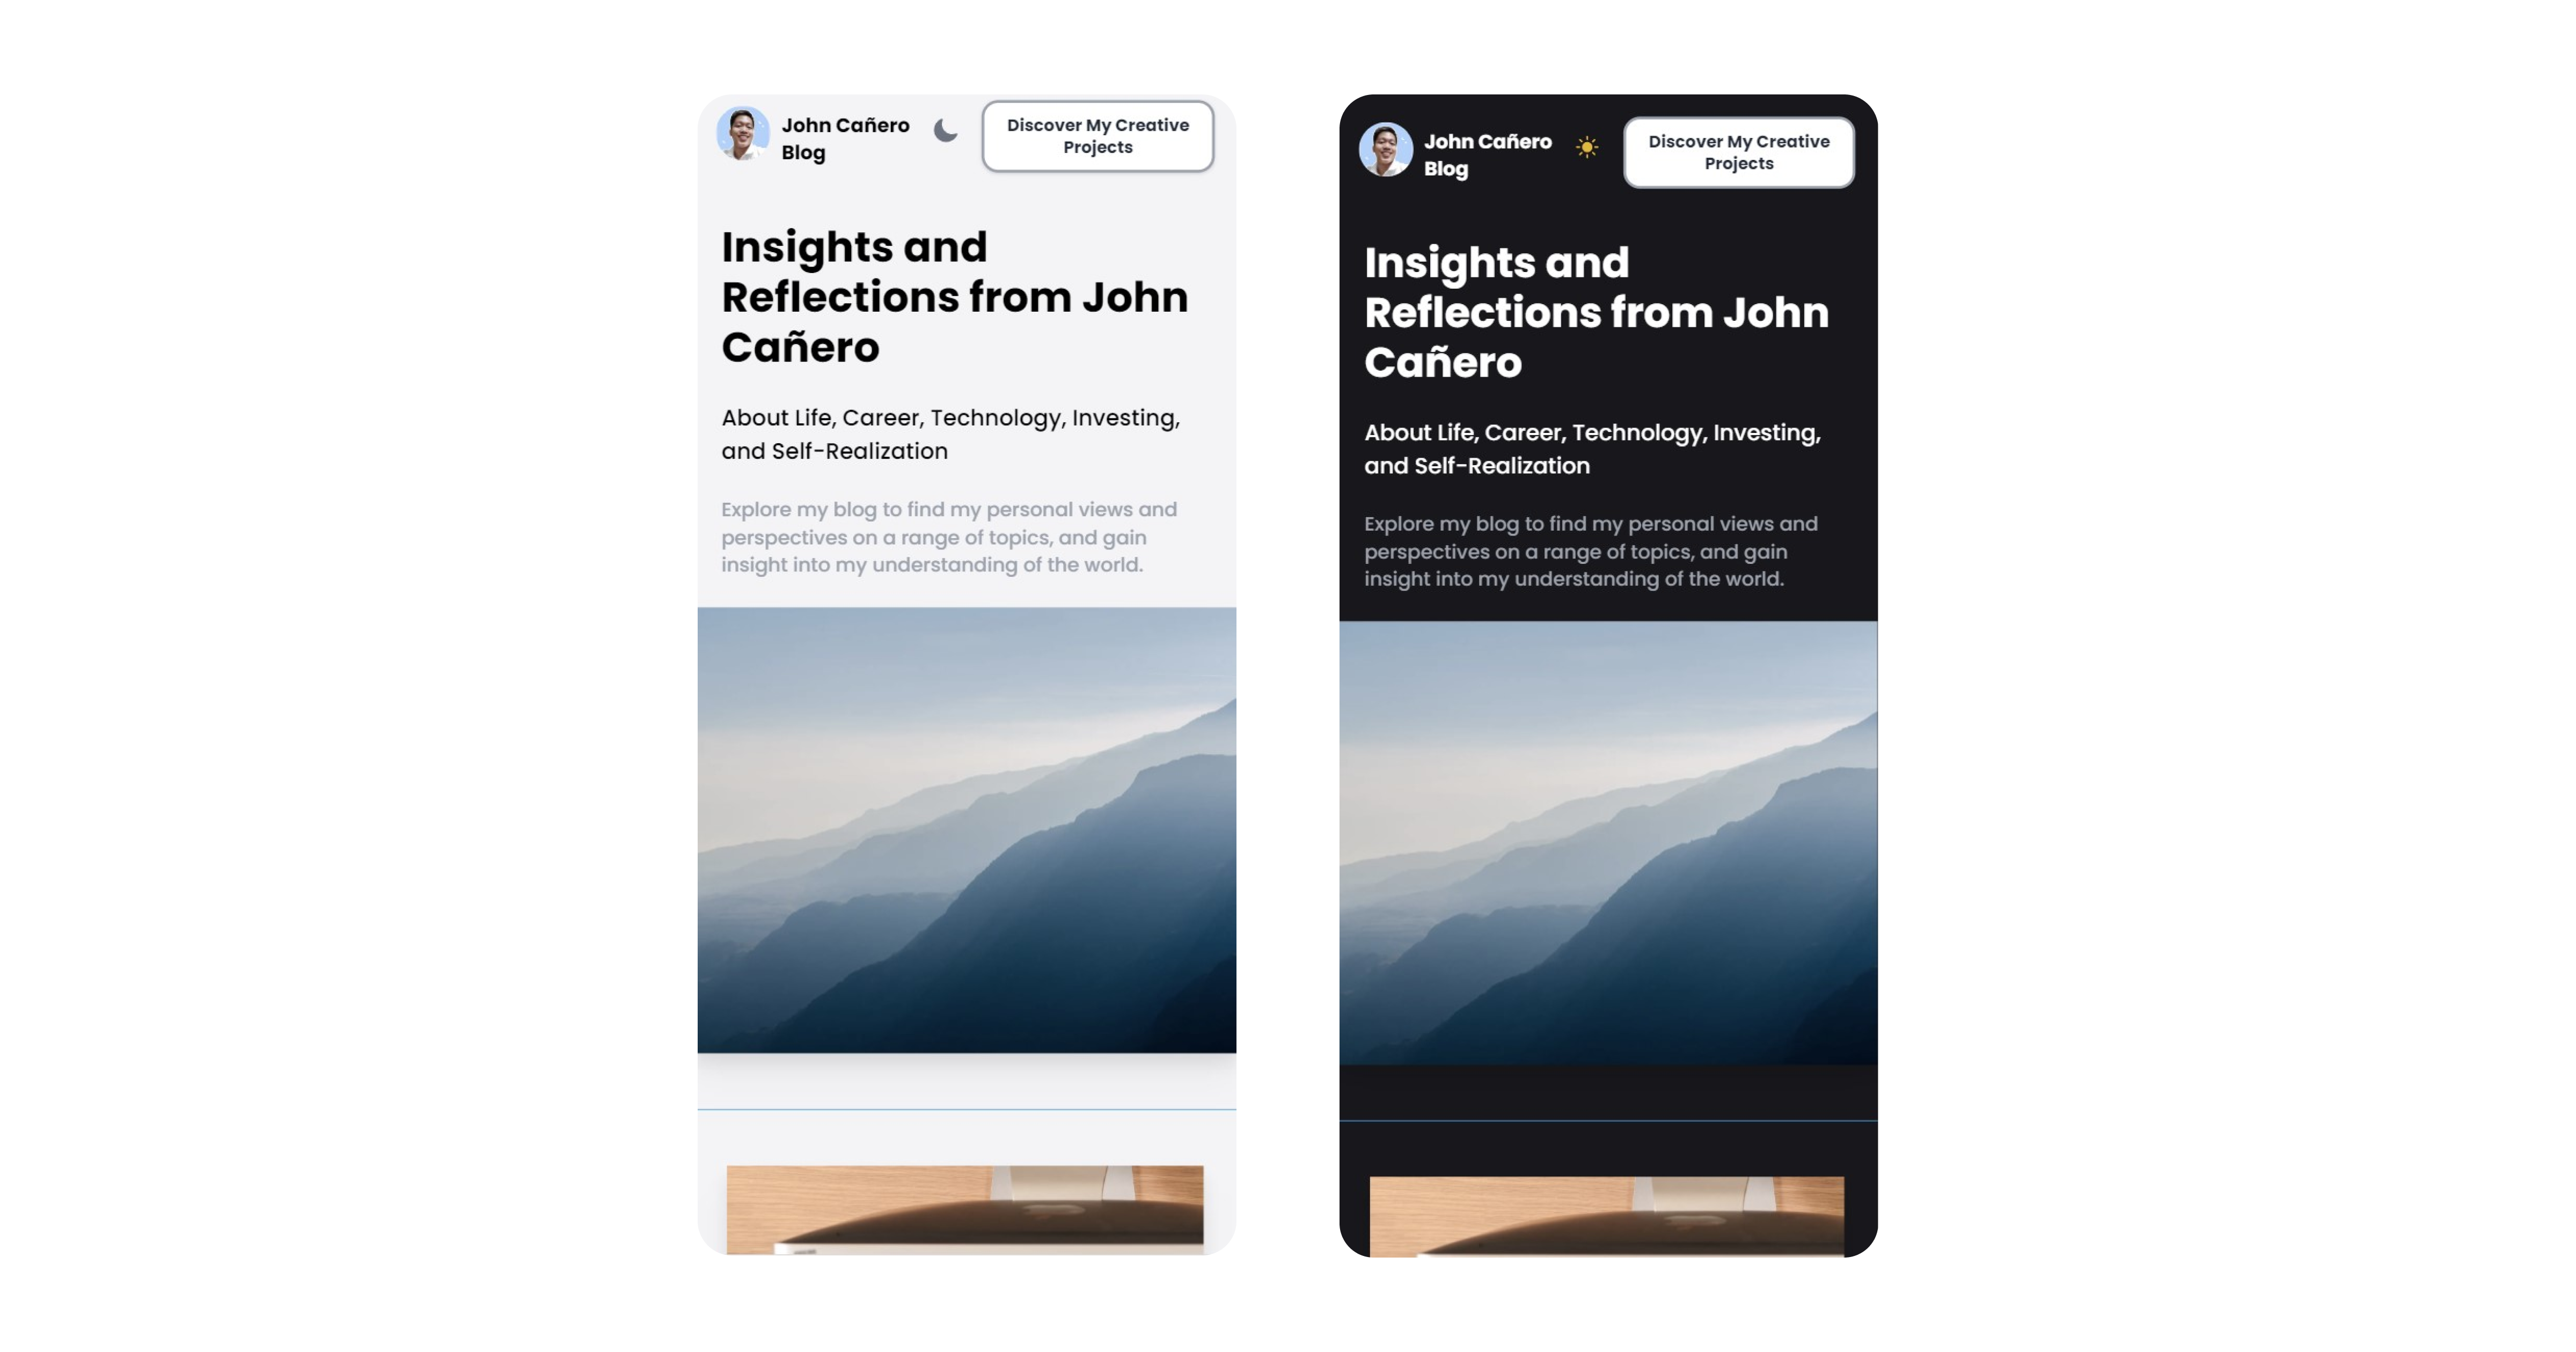 John Cañero
Blog
Discover My Creative
Projects
Insights and
Reflections from John
Cañero
About Life, Career, Technology, Investing,
and Self-Realization
Explore my blog to find my personal views and
perspectives on a range of topics, and gain
insight into my understanding of the world.
John Cañero
Blog
Discover My Creative
Projects
Insights and
Reflections from John
Cañero
About Life, Career, Technology, Investing,
and Self-Realization
Explore my blog to find my personal views and
perspectives on a range of topics, and gain
insight into my understanding of the world.